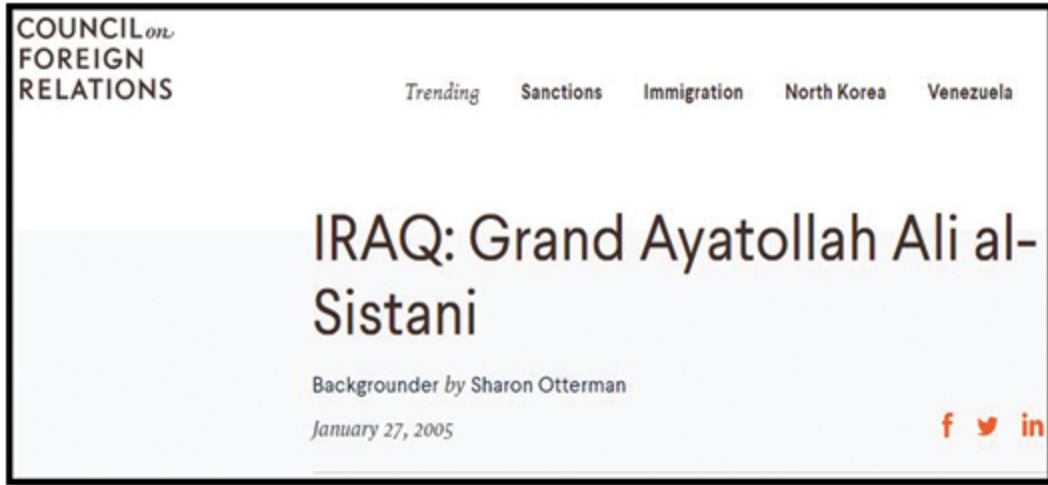 COUNCIL on
FOREIGN
RELATIONS
Trending Sanctions Immigration North Korea Venezuela
IRAQ: Grand Ayatollah Ali al-
Sistani
Backgrounder by Sharon Otterman
January 27, 2005
f in